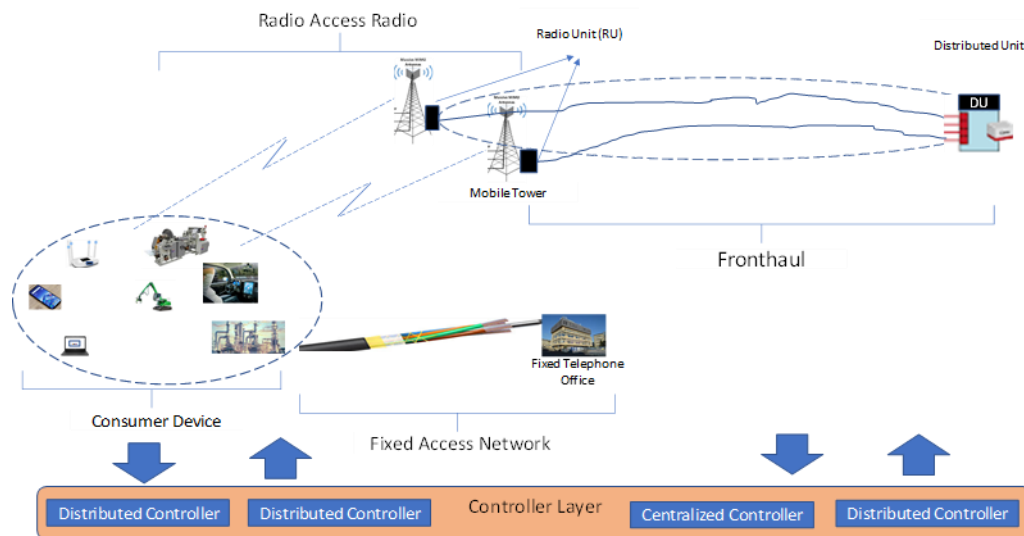 Radio Access Radio
Radio Unit (RU)
Distributed Unit
DU
Mobile Tower
Fronthaul
Fixed Telephone
Office
Consumer Device
Fixed Access Network
Controller Layer
Distributed Controller
Distributed Controller
Centralized Controller
Distributed Controller